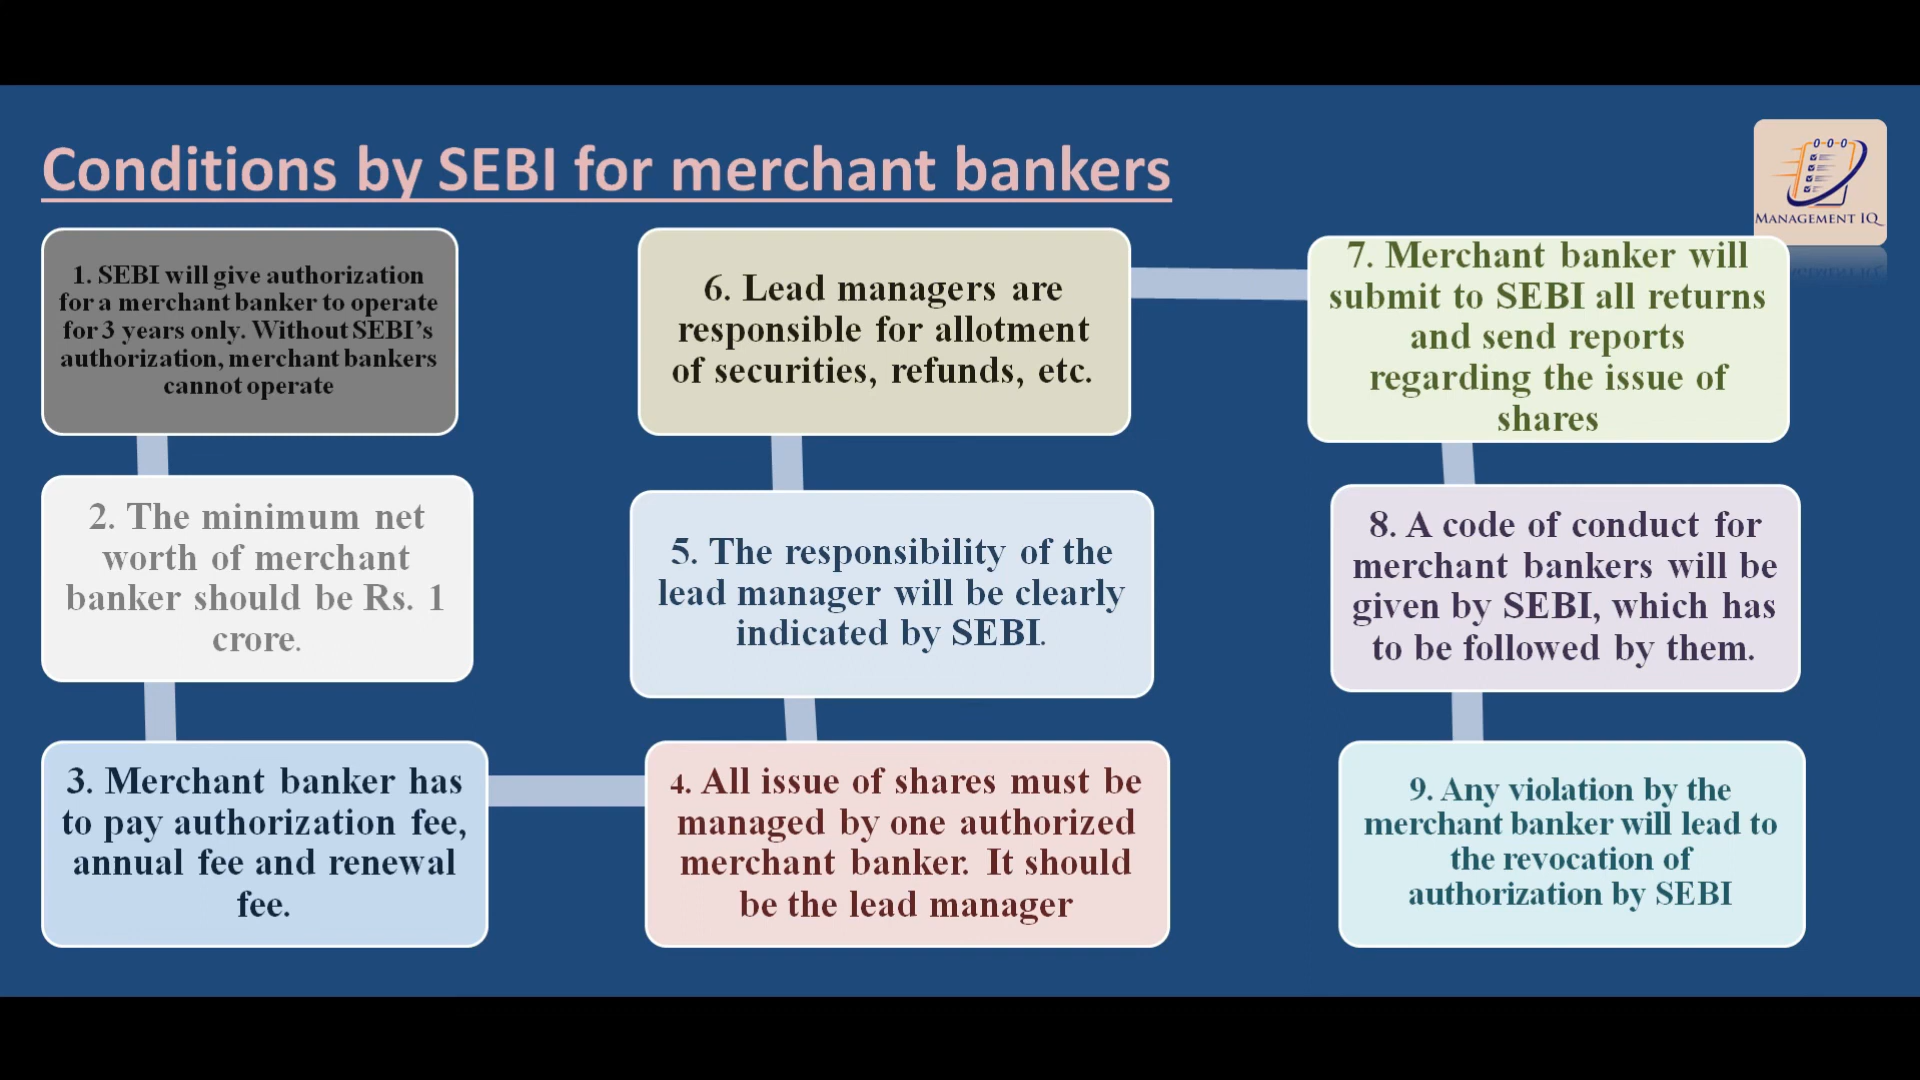 Conditions by SEBI for merchant bankers
MANAGEMENT IQ
1. SEBI will give authorization
for a merchant banker to operate
for 3 years only. Without SEBI's
authorization, merchant bankers
cannot operate
2. The minimum net
worth of merchant
banker should be Rs. 1
crore.
3. Merchant banker has
to pay authorization fee,
annual fee and renewal
fee.
4. All issue of shares must be
managed by one authorized
merchant banker. It should
be the lead manager
5. The responsibility of the
lead manager will be clearly
indicated by SEBI.
6. Lead managers are
responsible for allotment
of securities, refunds, etc.
7. Merchant banker will
submit to SEBI all returns
and send reports
regarding the issue of
shares
8. A code of conduct for
merchant bankers will be
given by SEBI, which has
to be followed by them.
9. Any violation by the
merchant banker will lead to
the revocation of
authorization by SEBI